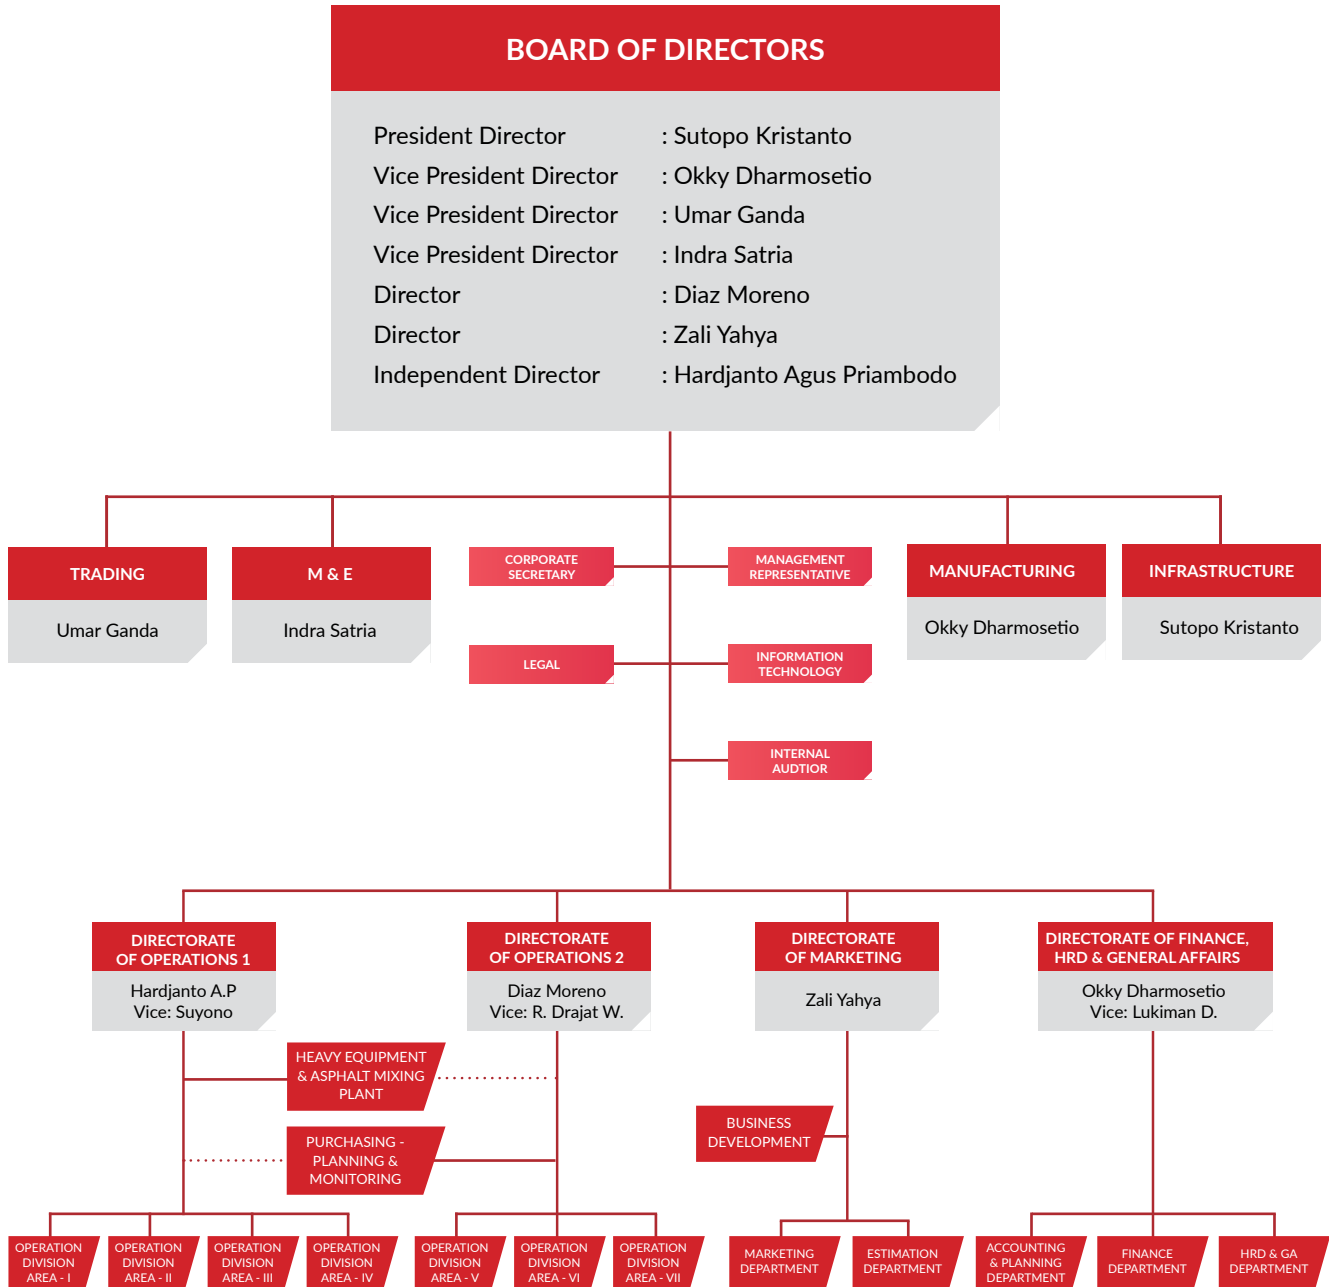 BOARD OF DIRECTORS
President Director : Sutopo Kristanto
Vice President Director : Okky Dharmosetio
Vice President Director : Umar Ganda
Vice President Director : Indra Satria
Director : Diaz Moreno
Director : Zali Yahya
Independent Director : Hardjanto Agus Priambodo
TRADING
Umar Ganda
M & E
Indra Satria
CORPORATE
SECRETARY
MANAGEMENT
REPRESENTATIVE
MANUFACTURING
Okky Dharmosetio
INFRASTRUCTURE
Sutopo Kristanto
LEGAL
INFORMATION
TECHNOLOGY
INTERNAL
AUDTIOR
DIRECTORATE
OF OPERATIONS 1
Hardjanto A.P
Vice: Suyono
DIRECTORATE
OF OPERATIONS 2
Diaz Moreno
Vice: R. Drajat W.
DIRECTORATE
OF MARKETING
Zali Yahya
DIRECTORATE OF FINANCE,
HRD & GENERAL AFFAIRS
Okky Dharmosetio
Vice: Lukiman D.
HEAVY EQUIPMENT
& ASPHALT MIXING
PLANT
PURCHASING -
PLANNING &
MONITORING
BUSINESS
DEVELOPMENT
OPERATION
DIVISION
AREA - I
OPERATION
DIVISION
AREA - II
OPERATION
DIVISION
AREA - III
OPERATION
DIVISION
AREA - IV
OPERATION
DIVISION
AREA - V
OPERATION
DIVISION
AREA - VI
OPERATION
DIVISION
AREA - VII
MARKETING
DEPARTMENT
ESTIMATION
DEPARTMENT
ACCOUNTING
& PLANNING
DEPARTMENT
FINANCE
DEPARTMENT
HRD & GA
DEPARTMENT